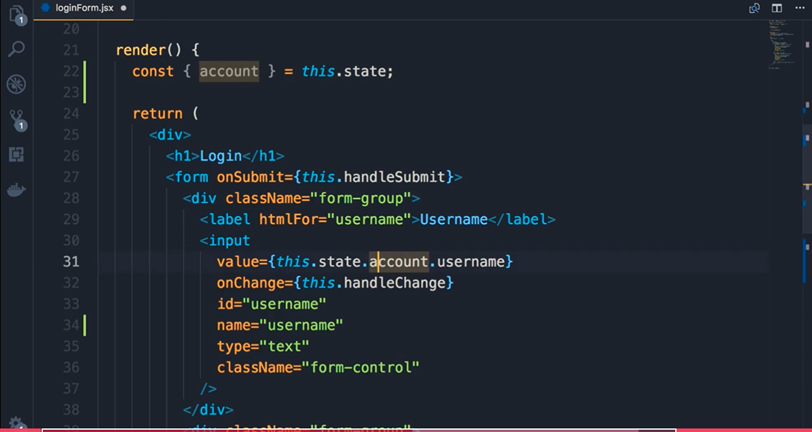 loginForm.jsx
20
21 render() {
22 const { account } = this.state;
23
24 return (
25 <div>
26 <h1>Login</h1>
27 <form onSubmit={this.handleSubmit}>
28 <div className="form-group">
29 <label htmlFor="username">Username</label>
30 <input
31 value={this.state.account.username}
32 onChange={this.handleChange}
33 id="username"
34 name="username"
35 type="text"
36 className="form-control"
37 />
38 </div>
39 <div className="form-group">
1
1